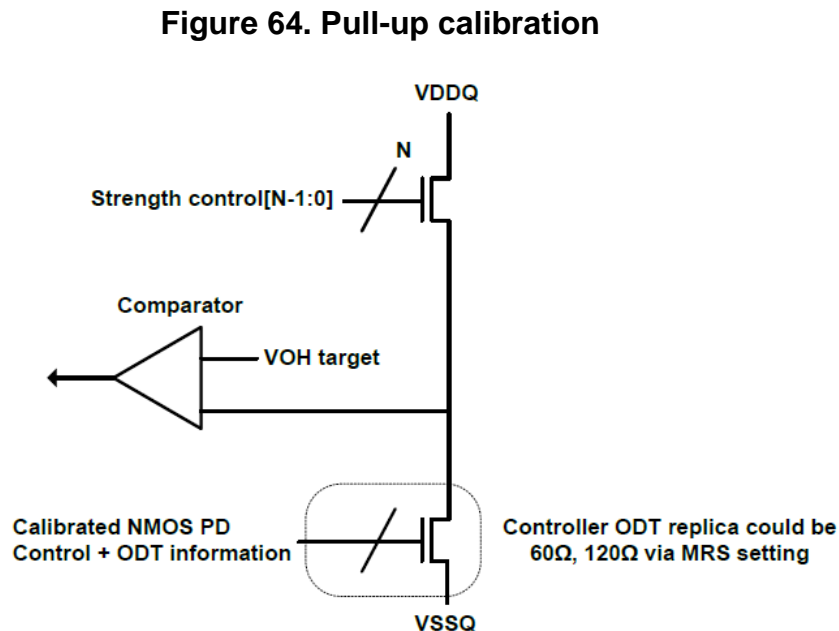 Figure 64. Pull-up calibration
VDDQ
N
Strength control[N-1:0]
Comparator
VOH target
Calibrated NMOS PD
Control + ODT information
Controller ODT replica could be
60Ω, 120Ω via MRS setting
VSSQ